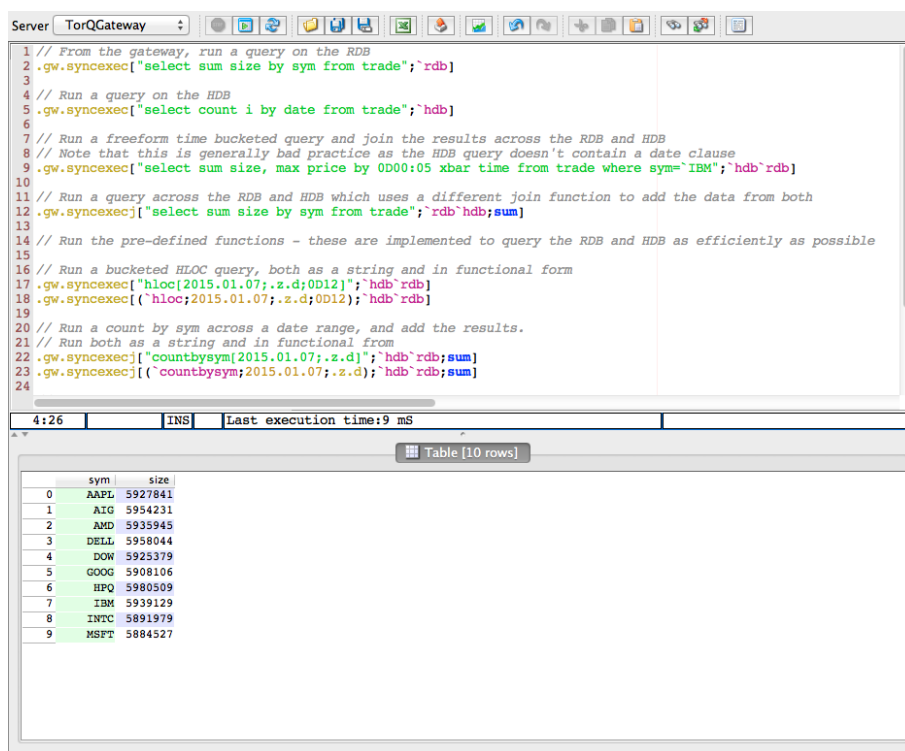 Server TorQGateway
1 // From the gateway, run a query on the RDB
2 .gw.syncexec["select sum size by sym from trade";`rdb]
3
4 // Run a query on the HDB
5 .gw.syncexec["select count i by date from trade";`hdb]
6
7 // Run a freeform time bucketed query and join the results across the RDB and HDB
8 // Note that this is generally bad practice as the HDB query doesn't contain a date clause
9 .gw.syncexec["select sum size, max price by 0D00:05 xbar time from trade where sym=`IBM";`hdb`rdb]
10
11 // Run a query across the RDB and HDB which uses a different join function to add the data from both
12 .gw.syncexecj["select sum size by sym from trade";`rdb`hdb;sum]
13
14 // Run the pre-defined functions - these are implemented to query the RDB and HDB as efficiently as possible
15
16 // Run a bucketed HLOC query, both as a string and in functional form
17 .gw.syncexec["hloc[2015.01.07;.z.d;0D12]";`hdb`rdb]
18 .gw.syncexec[(`hloc;2015.01.07;.z.d;0D12);`hdb`rdb]
19
20 // Run a count by sym across a date range, and add the results.
21 // Run both as a string and in functional from
22 .gw.syncexecj["countbysym[2015.01.07;.z.d]";`hdb`rdb;sum]
23 .gw.syncexecj[(`countbysym;2015.01.07;.z.d);`hdb`rdb;sum]
24
4:26 INS Last execution time:9 mS
Table [10 rows]
sym size
0 AAPL 5927841
1 AIG 5954231
2 AMD 5935945
3 DELL 5958044
4 DOW 5925379
5 GOOG 5908106
6 HPQ 5980509
7 IBM 5939129
8 INTC 5891979
9 MSFT 5884527